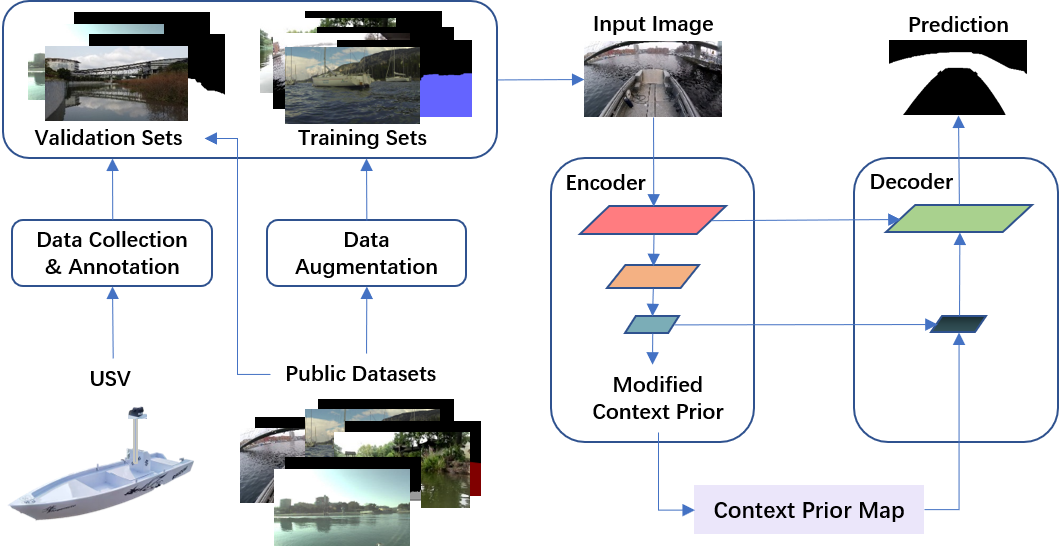 Input Image
Prediction
Validation Sets
Training Sets
Encoder
Decoder
Data Collection
& Annotation
Data
Augmentation
USV
Public Datasets
Modified
Context Prior
Context Prior Map